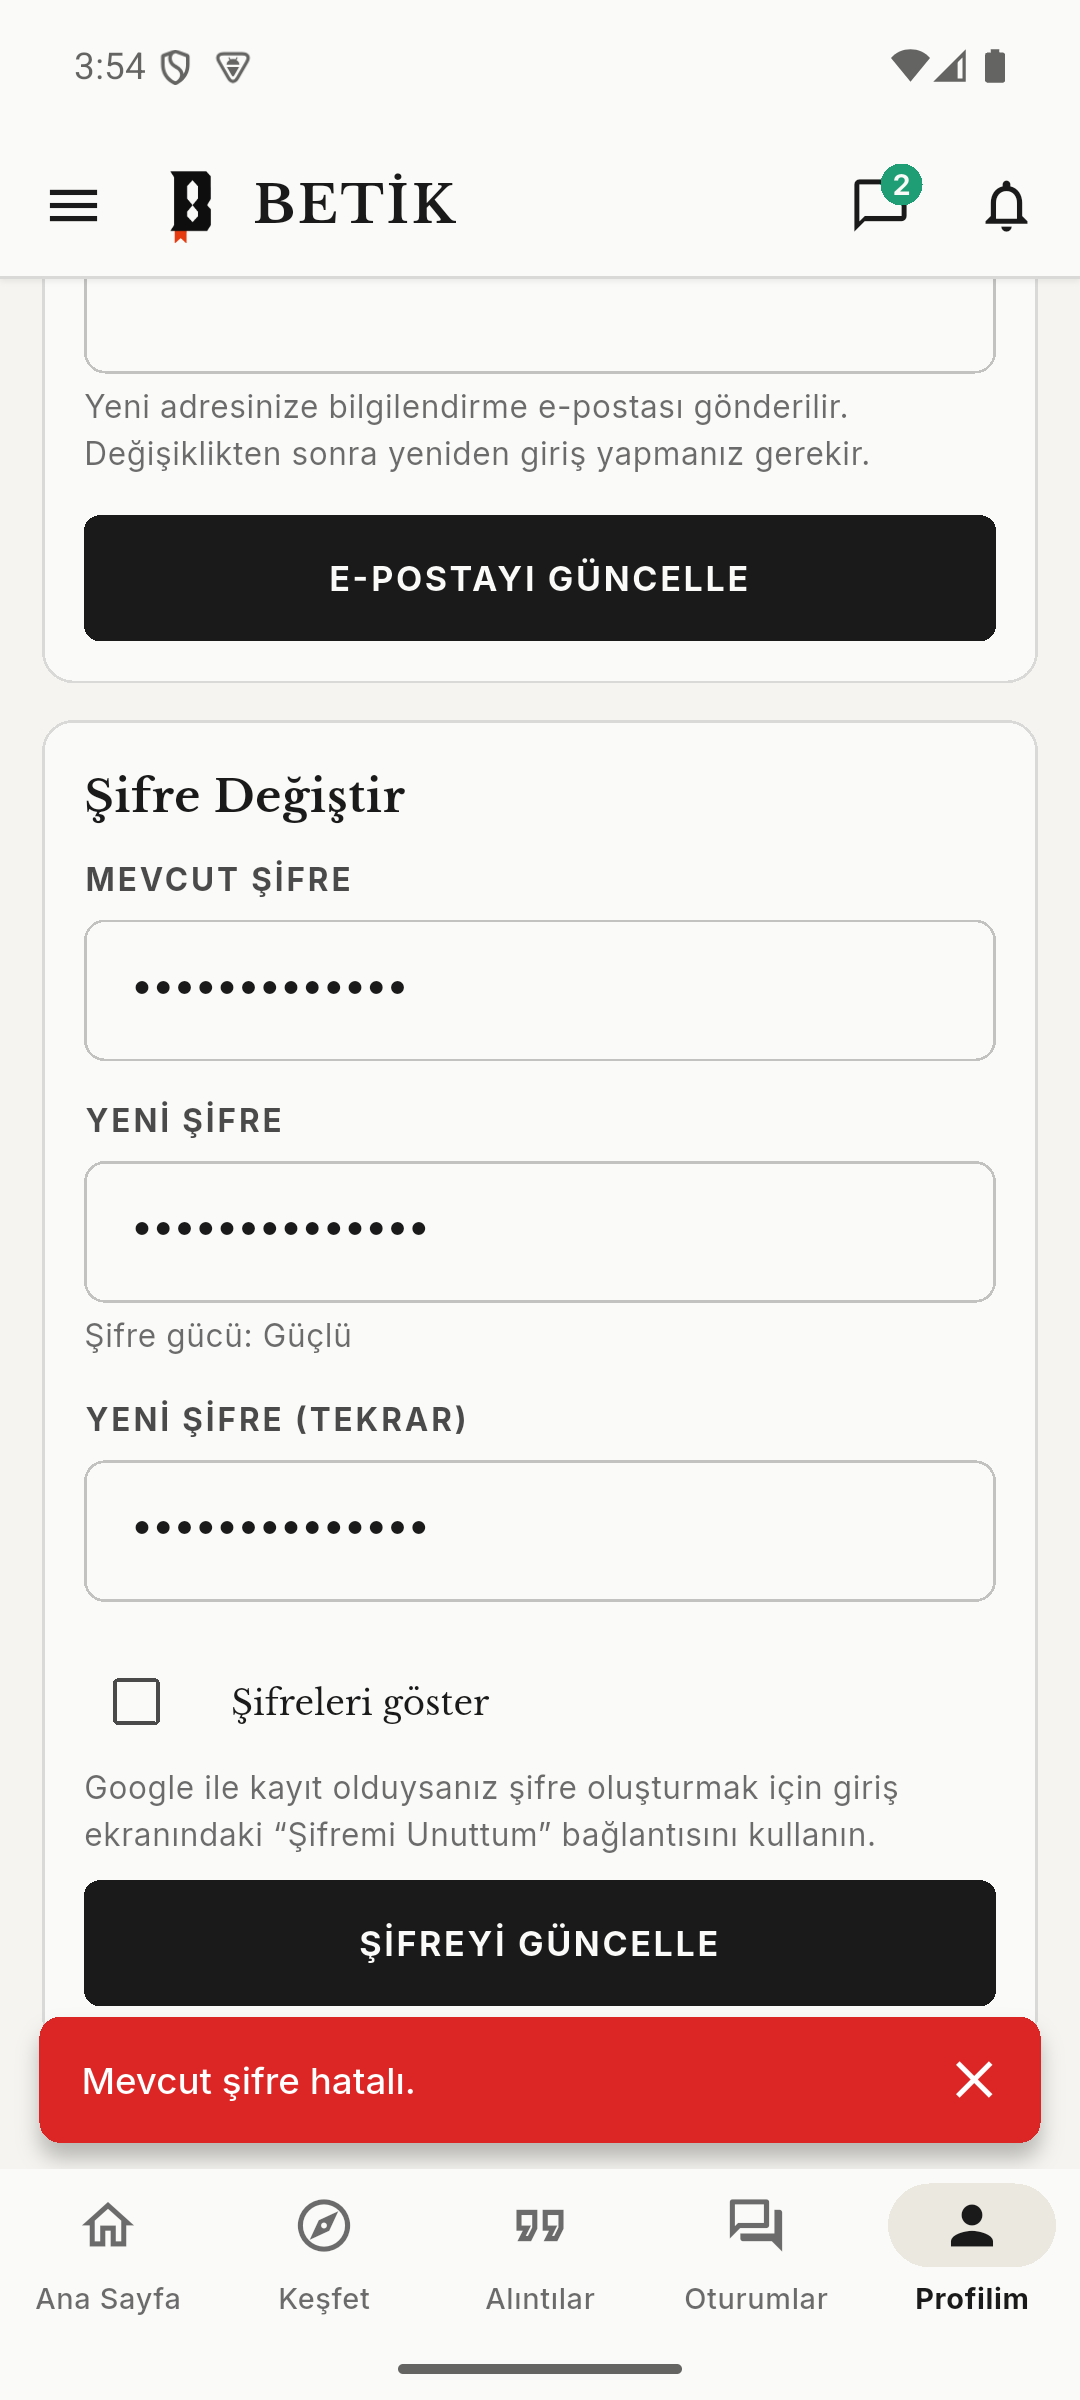 3:54
BETİK
2
Yeni adresinize bilgilendirme e-postası gönderilir.
Değişiklikten sonra yeniden giriş yapmanız gerekir.
E-POSTAYI GÜNCELLE
Şifre Değiştir
MEVCUT ŞİFRE
•••••••••••••
YENİ ŞİFRE
••••••••••••••
Şifre gücü: Güçlü
YENİ ŞİFRE (TEKRAR)
••••••••••••••
Şifreleri göster
Google ile kayıt olduysanız şifre oluşturmak için giriş
ekranındaki “Şifremi Unuttum” bağlantısını kullanın.
ŞİFREYİ GÜNCELLE
Mevcut şifre hatalı.
Ana Sayfa
Keşfet
Alıntılar
Oturumlar
Profilim